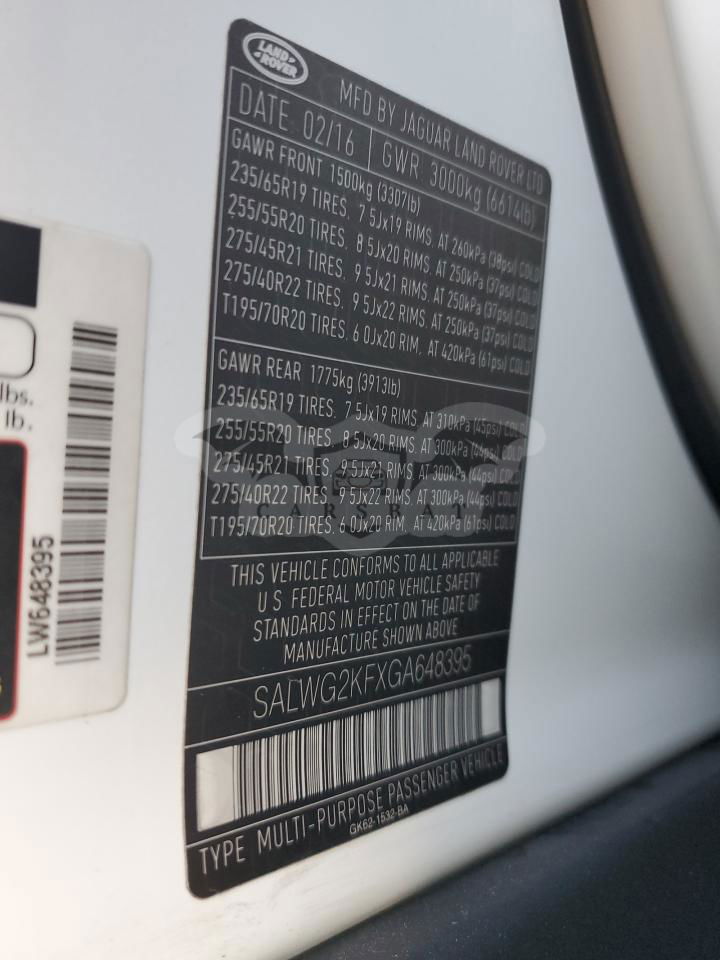 LAND
ROVER
MFD BY JAGUAR LAND ROVER LTD
DATE: 02/16
GWR 3000kg (6614lb)
GAWR FRONT 1500kg (3307lb)
235/65R19 TIRES, 7 5Jx19 RIMS, AT 260kPa (38psi) COLD
255/55R20 TIRES, 8 5Jx20 RIMS, AT 250kPa (37psi) COLD
275/45R21 TIRES, 9 5Jx21 RIMS, AT 250kPa (37psi) COLD
275/40R22 TIRES, 9 5Jx22 RIMS, AT 250kPa (37psi) COLD
T195/70R20 TIRES, 6 0Jx20 RIM, AT 420kPa (61psi) COLD
GAWR REAR 1775kg (3913lb)
235/65R19 TIRES, 7 5Jx19 RIMS, AT 310kPa (45psi) COLD
255/55R20 TIRES, 8 5Jx20 RIMS, AT 300kPa (44psi) COLD
275/45R21 TIRES, 9 5Jx21 RIMS, AT 300kPa (44psi) COLD
275/40R22 TIRES, 9 5Jx22 RIMS, AT 300kPa (44psi) COLD
T195/70R20 TIRES, 6 0Jx20 RIM, AT 420kPa (61psi) COLD
THIS VEHICLE CONFORMS TO ALL APPLICABLE
U S FEDERAL MOTOR VEHICLE SAFETY
STANDARDS IN EFFECT ON THE DATE OF
MANUFACTURE SHOWN ABOVE
SALWG2KFXGA648395
TYPE MULTI-PURPOSE PASSENGER VEHICLE
GK62-1532-BA
lbs.
lb.
LW648395
CARSBAT